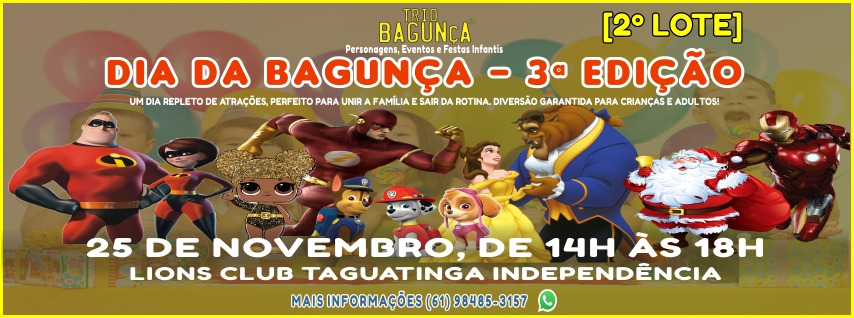 TRIO
BAGUNÇA
Personagens, Eventos e Festas Infantis
[2º LOTE]
DIA DA BAGUNÇA - 3ª EDIÇÃO
UM DIA REPLETO DE ATRAÇÕES, PERFEITO PARA UNIR A FAMÍLIA E SAIR DA ROTINA. DIVERSÃO GARANTIDA PARA CRIANÇAS E ADULTOS!
25 DE NOVEMBRO, DE 14H ÀS 18H
LIONS CLUB TAGUATINGA INDEPENDÊNCIA
MAIS INFORMAÇÕES (61) 98485-3157